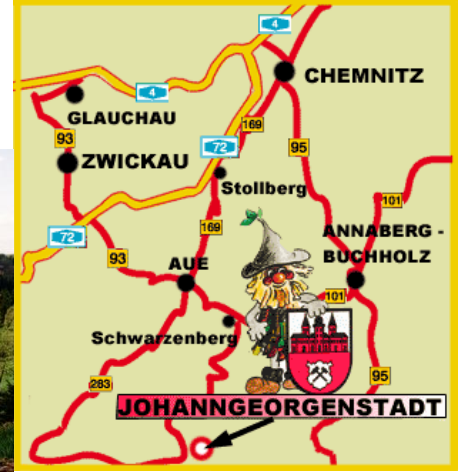 4
CHEMNITZ
4
GLAUCHAU
169
93
95
72
ZWICKAU
Stollberg
101
169
ANNABERG -
BUCHHOLZ
72
93
AUE
101
Schwarzenberg
95
283
JOHANNGEORGENSTADT